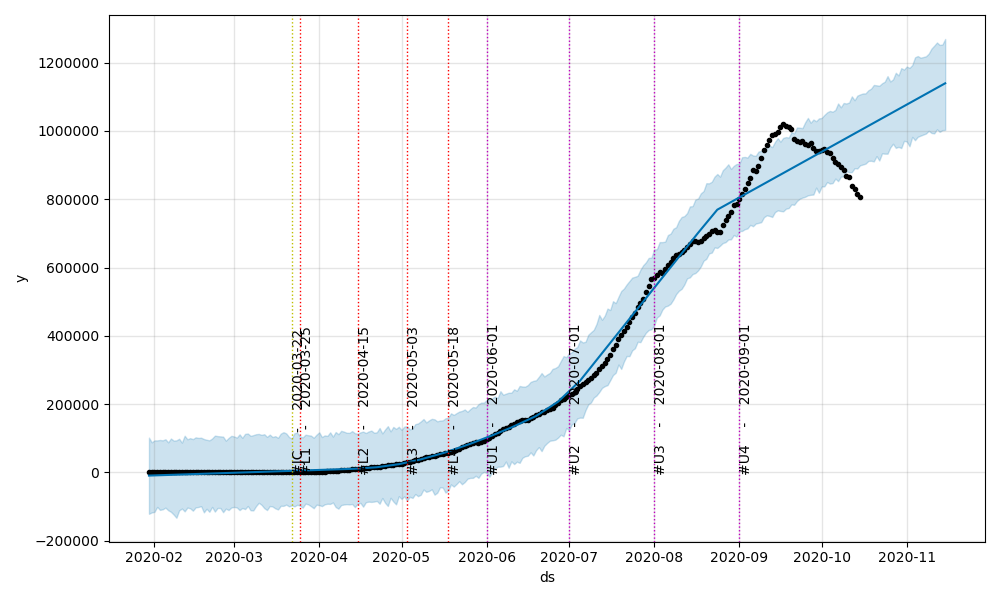 y
1200000
1000000
800000
600000
400000
200000
0
−200000
#JC - 2020-03-22
#L1 - 2020-03-25
#L2 - 2020-04-15
#L3 - 2020-05-03
#L4 - 2020-05-18
#U1 - 2020-06-01
#U2 - 2020-07-01
#U3 - 2020-08-01
#U4 - 2020-09-01
2020-02 2020-03 2020-04 2020-05 2020-06 2020-07 2020-08 2020-09 2020-10 2020-11
ds